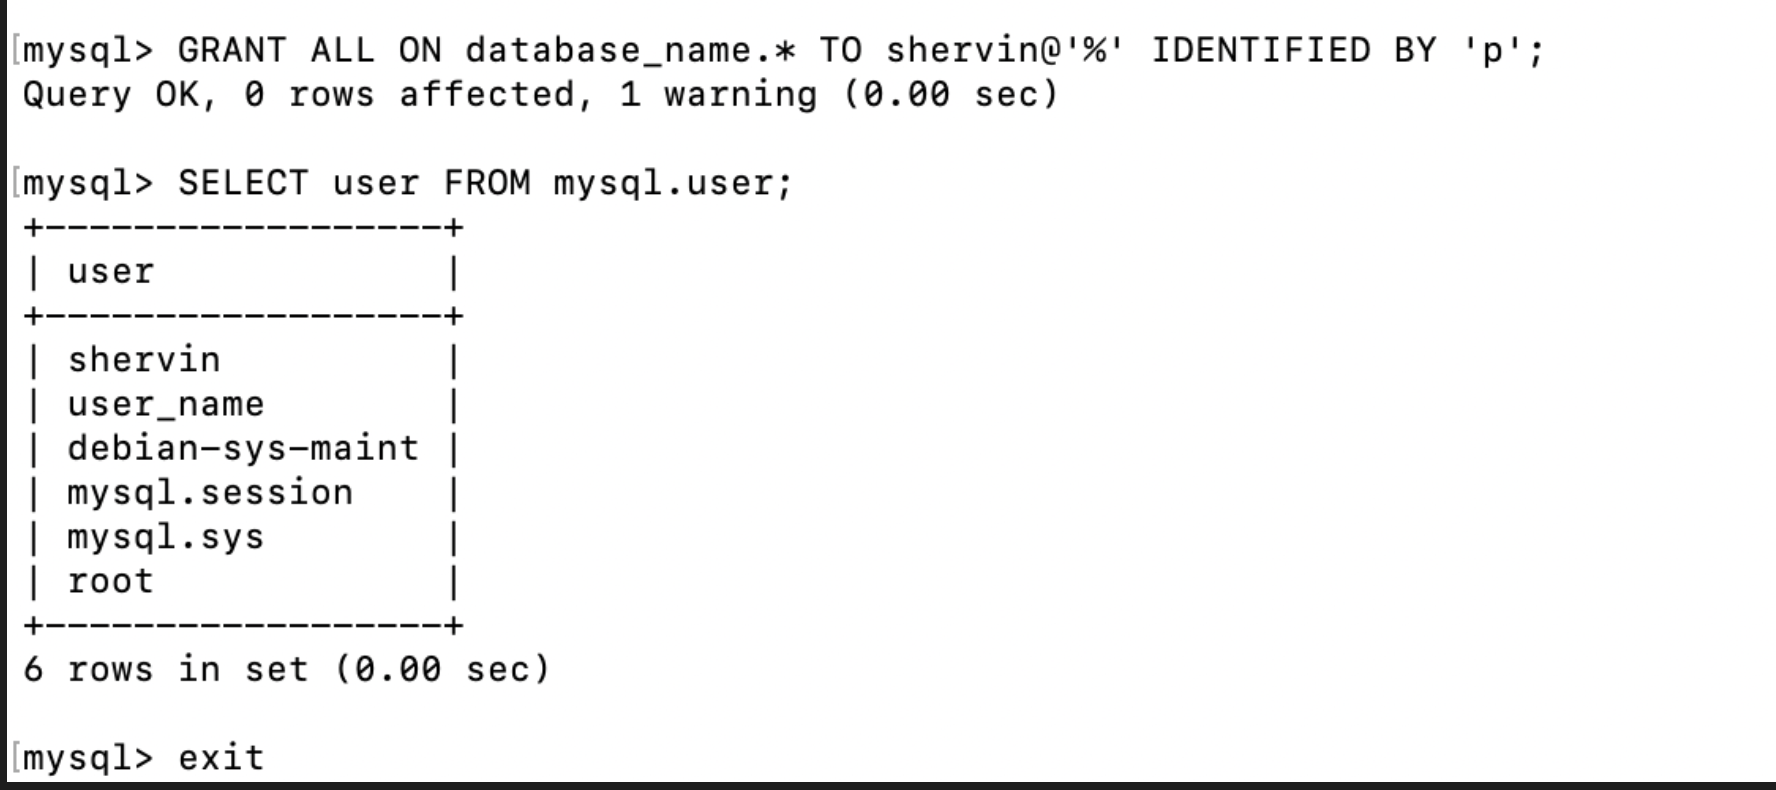 [mysql> GRANT ALL ON database_name.* TO shervin@'%' IDENTIFIED BY 'p';
Query OK, 0 rows affected, 1 warning (0.00 sec)
[mysql> SELECT user FROM mysql.user;
+------------------+
| user             |
+------------------+
| shervin          |
| user_name        |
| debian-sys-maint |
| mysql.session    |
| mysql.sys        |
| root             |
+------------------+
6 rows in set (0.00 sec)
[mysql> exit